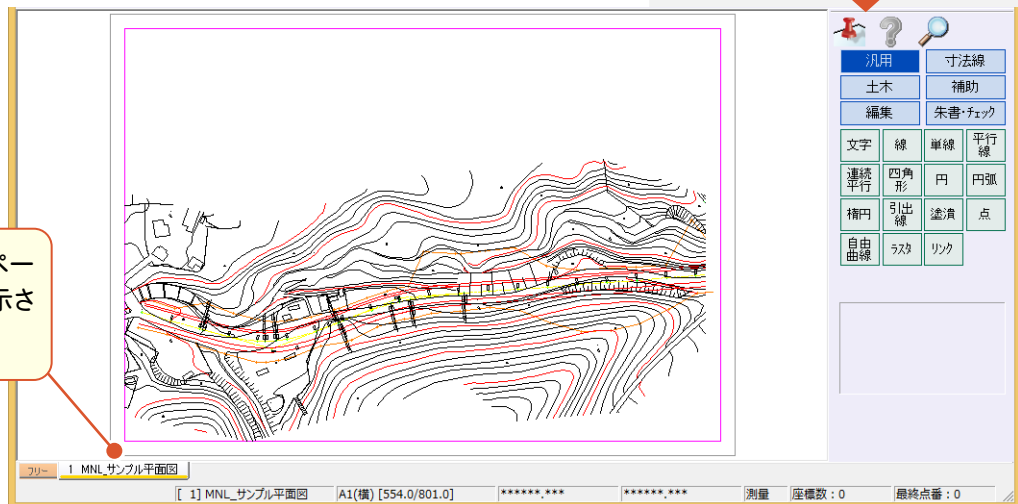 汎用 寸法線
土木 補助
編集 朱書・チェック
文字 線 単線 平行線
連続平行 四角形 円 円弧
楕円 引出線 塗潰 点
自由曲線 ラスタ リンク
ペー
示さ
フリー 1 MNL_サンプル平面図
[ 1] MNL_サンプル平面図 A1(横) [554.0/801.0] ******.*** ******.*** 測量 座標数：0 最終点番：0